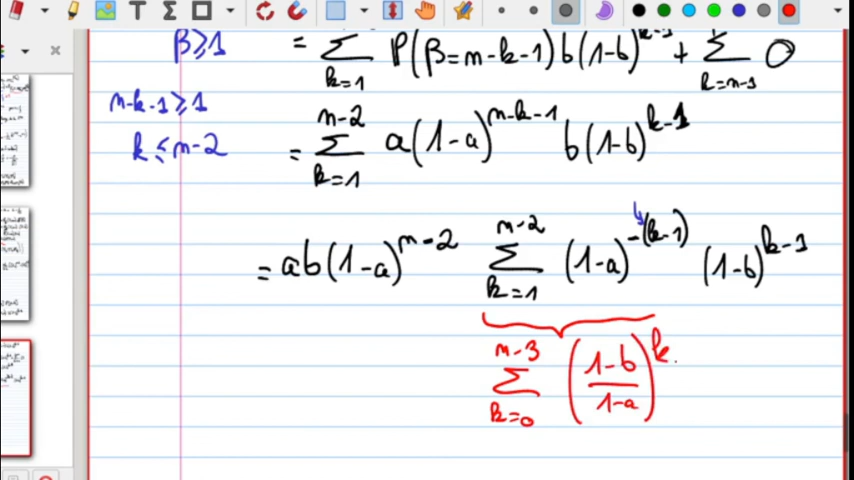 β≥1 = Σ_{k=1} P(β=n-k-1) b(1-b)^{k-1} + Σ_{k=n-1} 0
n-k-1≥1
k≤n-2 = Σ_{k=1}^{n-2} a(1-a)^{n-k-1} b(1-b)^{k-1}
= ab(1-a)^{n-2} Σ_{k=1}^{n-2} (1-a)^{-(k-1)} (1-b)^{k-1}
Σ_{k=0}^{n-3} ((1-b)/(1-a))^{k}